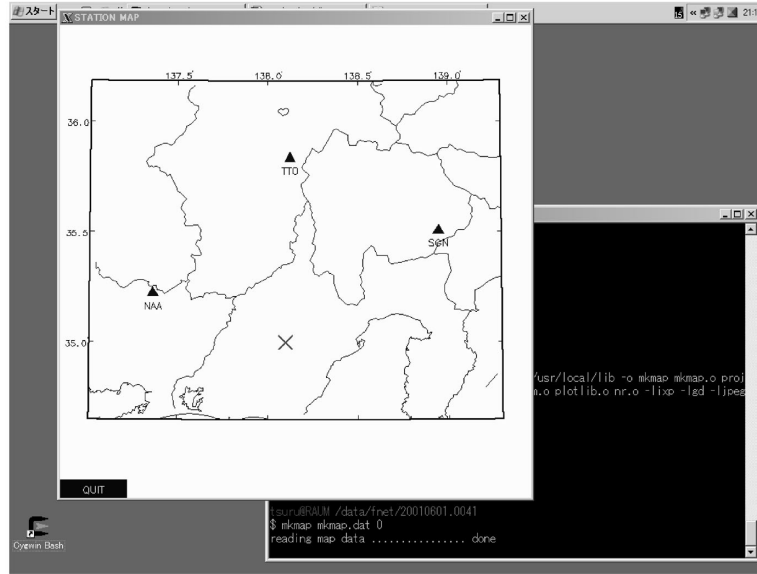 スタート
21:1
STATION MAP
137.5
138.0
138.5
139.0
36.0
TTO
35.5
SGN
NAA
35.0
/usr/local/lib -o mkmap mkmap.o proj
m.o plotlib.o nr.o -lixp -lgd -ljpeg
QUIT
tsuru@RAUM /data/fnet/20010601.0041
$ mkmap mkmap.dat 0
reading map data ................ done
Cygwin Bash